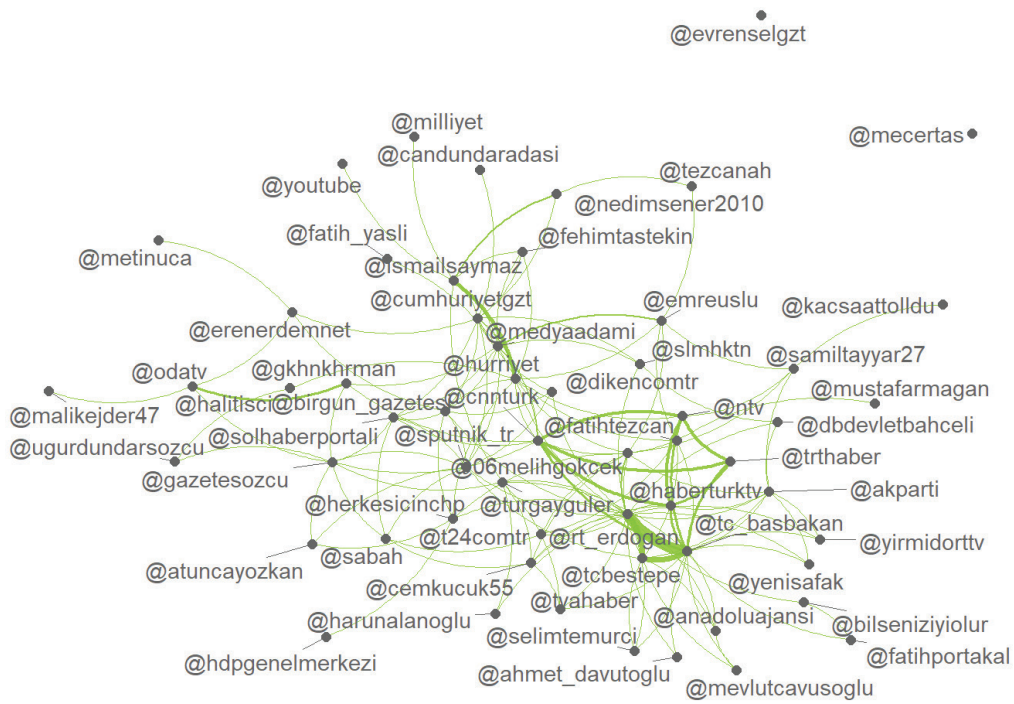 @evrenselgzt
@milliyet
@mecertas
@candundaradasi
@tezcanah
@youtube
@nedimsener2010
@fatih_yasli
@fehimtastekin
@metinuca
@ismailsaymaz
@cumhuriyetgzt
@emreuslu
@kacsaattolldu
@erenerdemnet
@medyaadami
@slmhktn
@samiltayyar27
@odatv
@gkhnkhrman
@hurriyet
@dikencomtr
@mustafarmagan
@malikejder47
@halitisci
@birgun_gazetesi
@cnnturk
@ntv
@ugurdundarsozcu
@solhaberportali
@sputnik_tr
@fatihtezcan
@dbdevletbahceli
@trthaber
@gazetesozcu
@06melihgokcek
@haberturktv
@akparti
@herkesicinchp
@turgayguler
@tc_basbakan
@sabah
@t24comtr
@rt_erdogan
@yirmidorttv
@atuncayozkan
@cemkucuk55
@tcbestepe
@yenisafak
@harunalanoglu
@tvahaber
@anadoluajansi
@bilseniziyiolur
@selimtemurci
@fatihportakal
@hdpgenelmerkezi
@ahmet_davutoglu
@mevlutcavusoglu